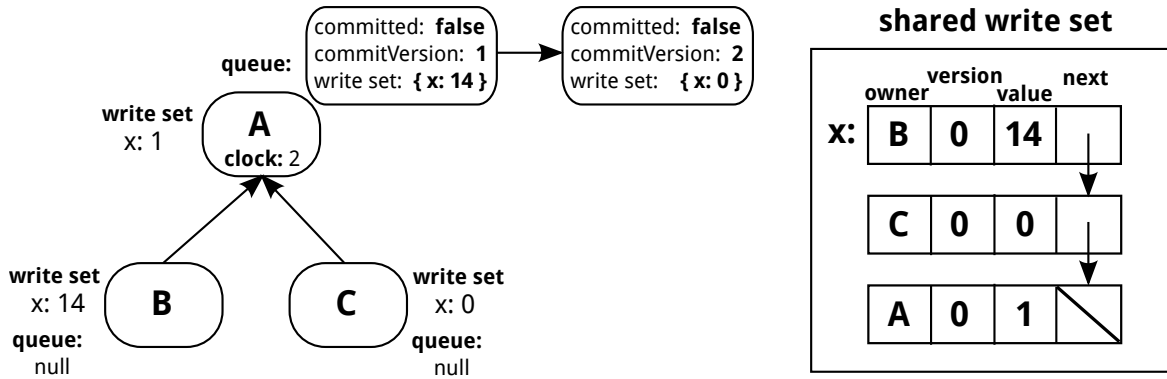 committed: false
commitVersion: 1
write set: { x: 14 }
committed: false
commitVersion: 2
write set: { x: 0 }
queue:
write set
x: 1
A
clock: 2
write set
x: 14
B
queue:
null
C
write set
x: 0
queue:
null
shared write set
owner version value next
x: B 0 14
C 0 0
A 0 1